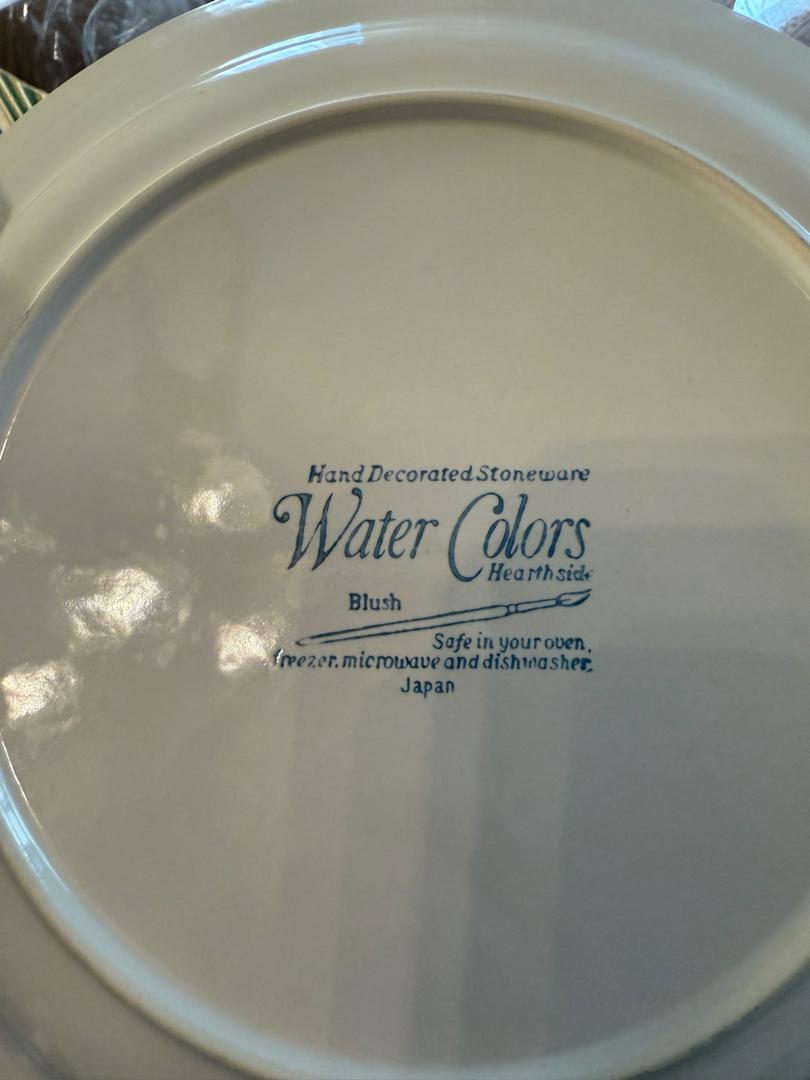 Hand Decorated Stoneware
Water Colors
Hearthside
Blush
Safe in your oven,
freezer, microwave and dishwasher.
Japan